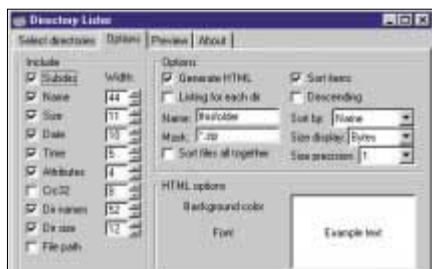 Directory Lister
Select directories Options Preview About
Include
Subdirs Width:
Name 44
Size 11
Date 10
Time 5
Attributes 4
Crc32 8
Dir names 52
Dir size 12
File path
Options
Generate HTML Sort items
Listing for each dir Descending
Name: Sort by: Name
Mask: *.zip Size display: Bytes
Sort files all together Size precision: 1
HTML options
Background color
Font Example text